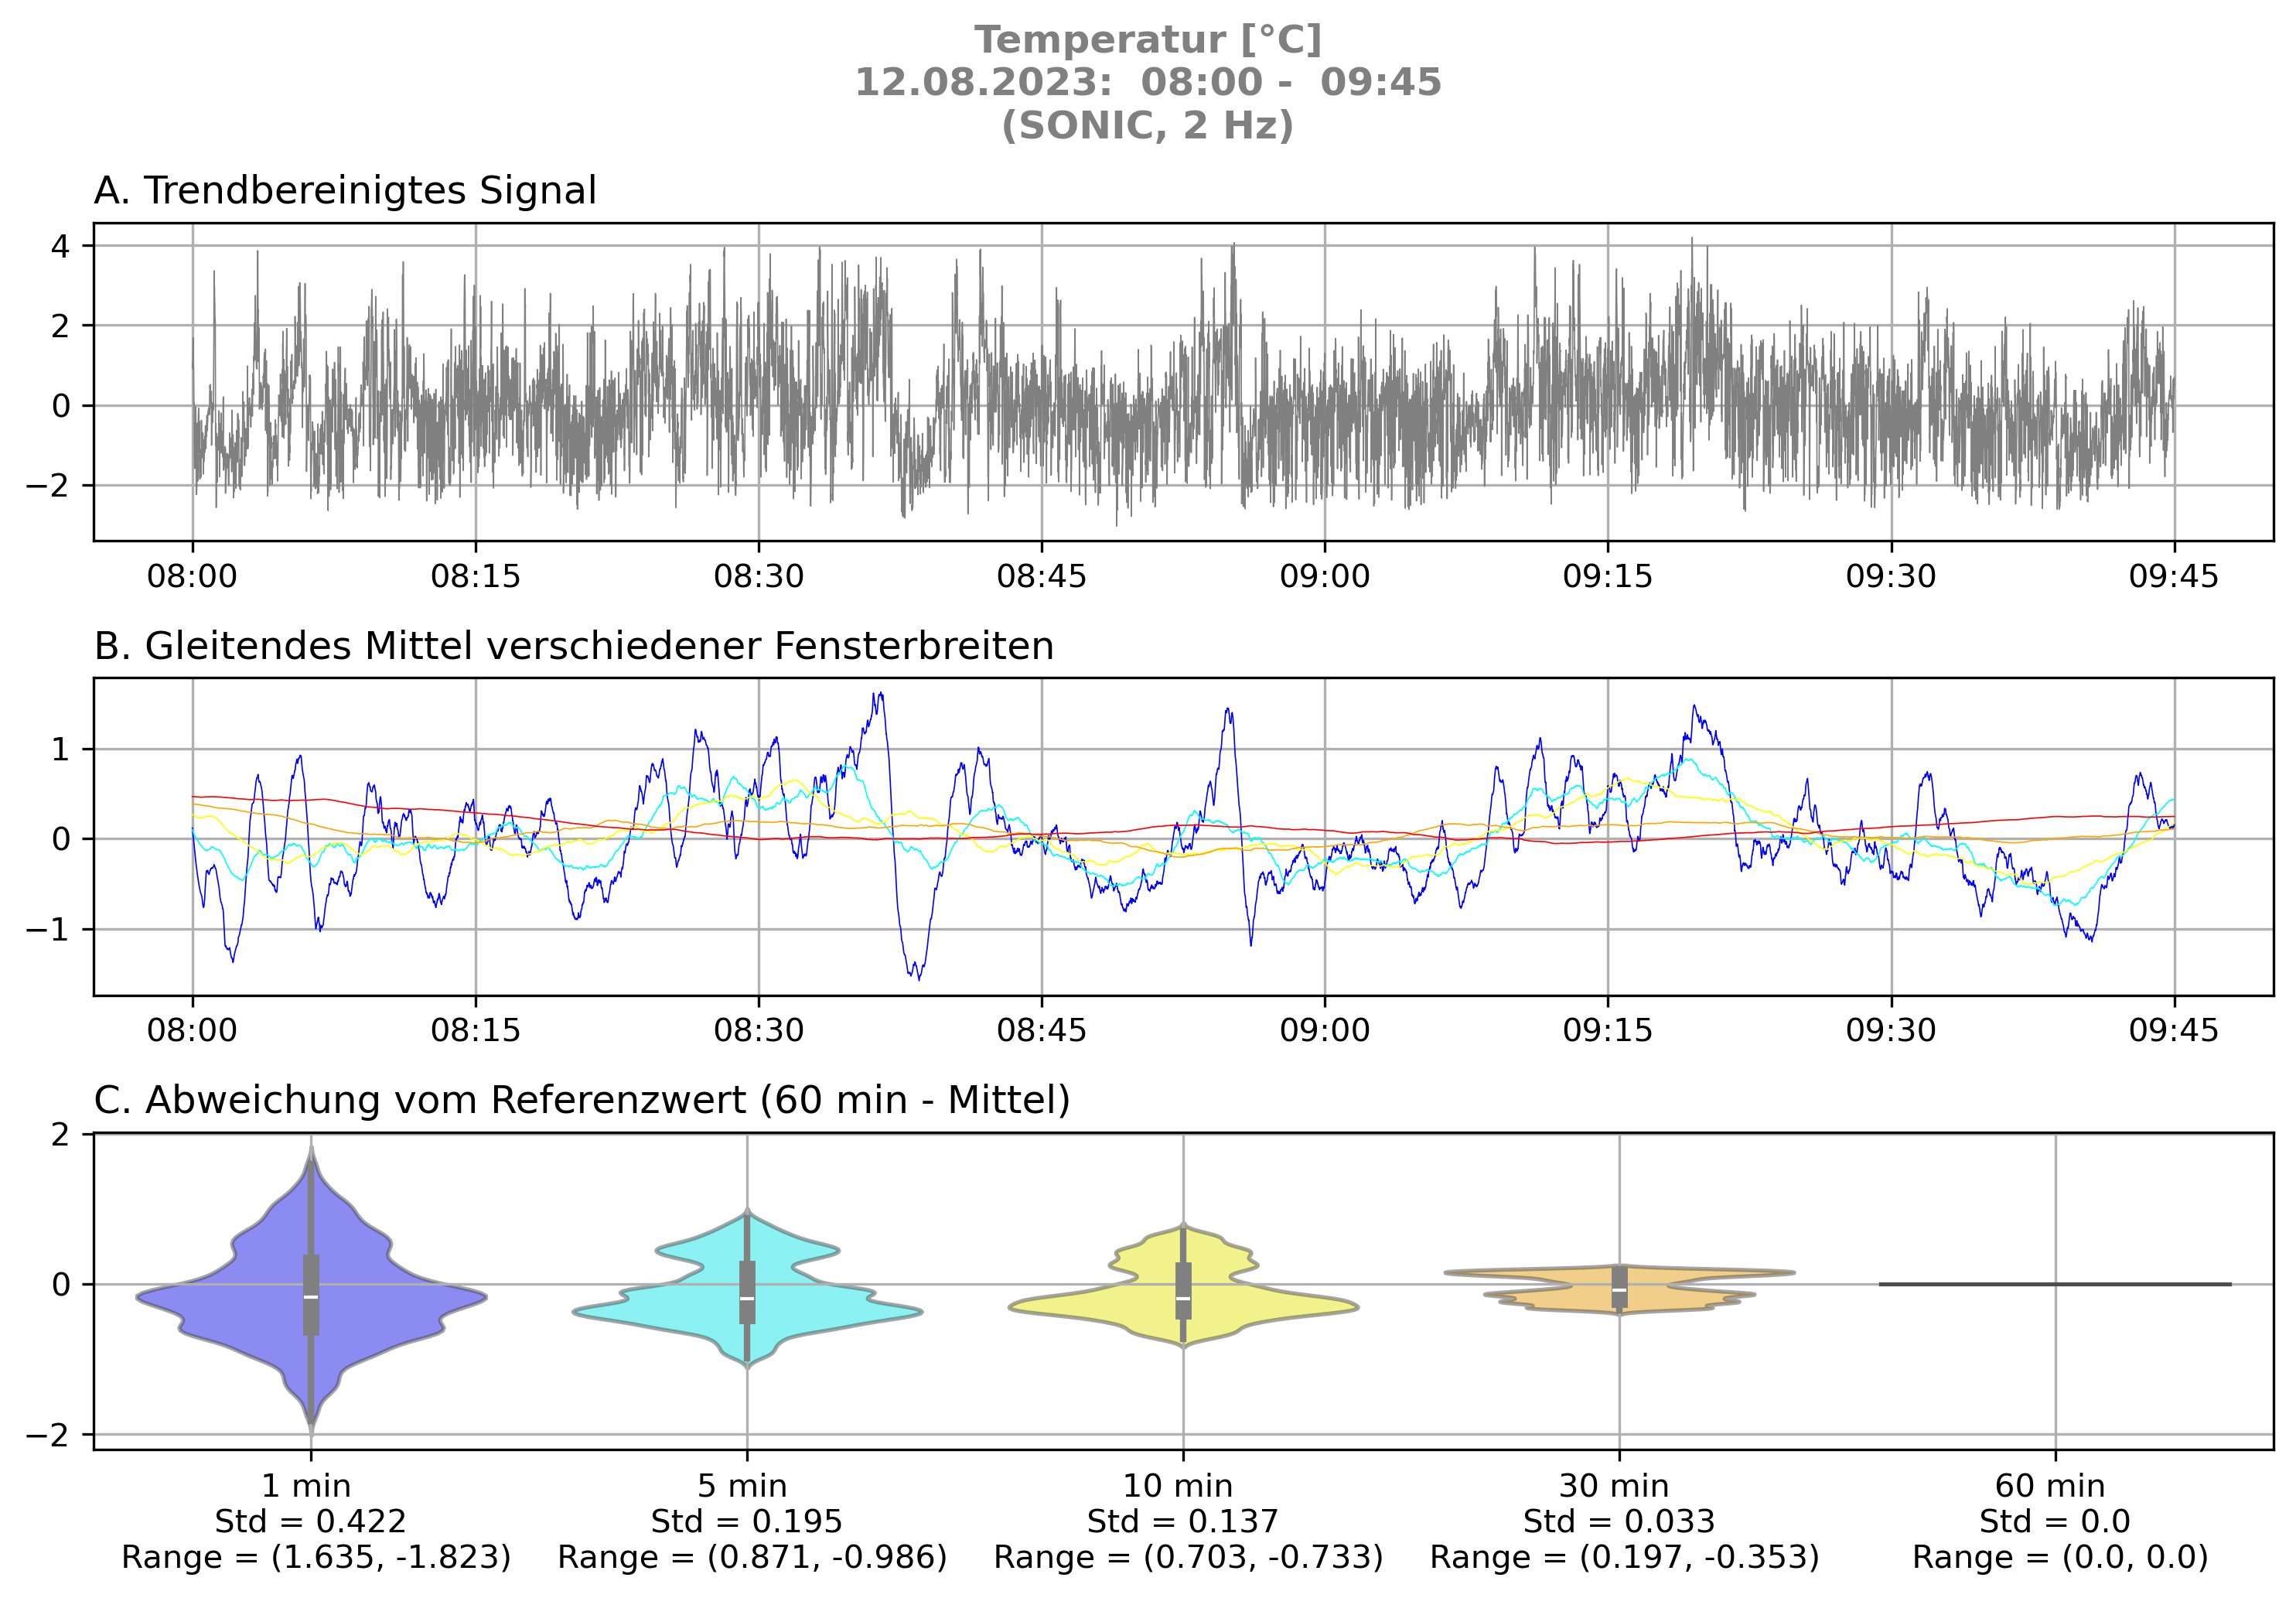 Temperatur [°C]
12.08.2023:  08:00 -  09:45
(SONIC, 2 Hz)
A. Trendbereinigtes Signal
4
2
0
−2
08:00 08:15 08:30 08:45 09:00 09:15 09:30 09:45
B. Gleitendes Mittel verschiedener Fensterbreiten
1
0
−1
08:00 08:15 08:30 08:45 09:00 09:15 09:30 09:45
C. Abweichung vom Referenzwert (60 min - Mittel)
2
0
−2
1 min 5 min 10 min 30 min 60 min
Std = 0.422 Std = 0.195 Std = 0.137 Std = 0.033 Std = 0.0
Range = (1.635, -1.823) Range = (0.871, -0.986) Range = (0.703, -0.733) Range = (0.197, -0.353) Range = (0.0, 0.0)